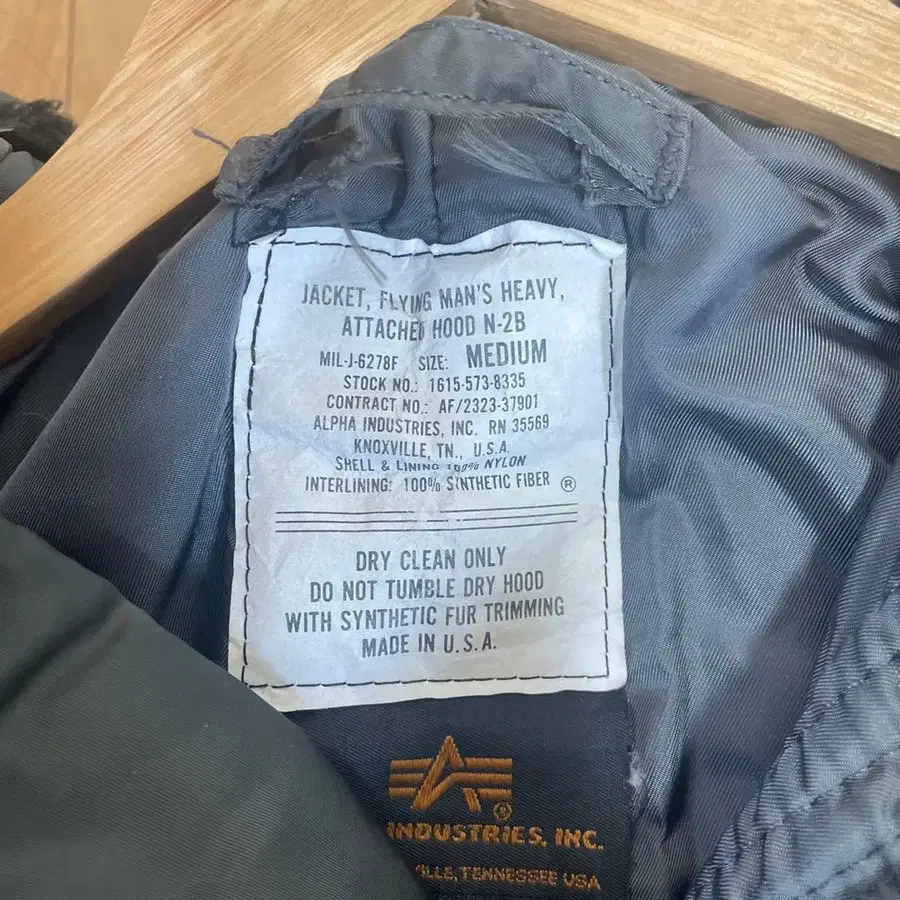 JACKET, FLYING MAN'S HEAVY,
ATTACHED HOOD N-2B
MIL-J-6278F SIZE: MEDIUM
STOCK NO.: 1615-573-8335
CONTRACT NO.: AF/2323-37901
ALPHA INDUSTRIES, INC. RN 35569
KNOXVILLE, TN., U.S.A.
SHELL & LINING 100% NYLON
INTERLINING: 100% SYNTHETIC FIBER ®
DRY CLEAN ONLY
DO NOT TUMBLE DRY HOOD
WITH SYNTHETIC FUR TRIMMING
MADE IN U.S.A.
®
INDUSTRIES, INC.
VILLE, TENNESSEE USA